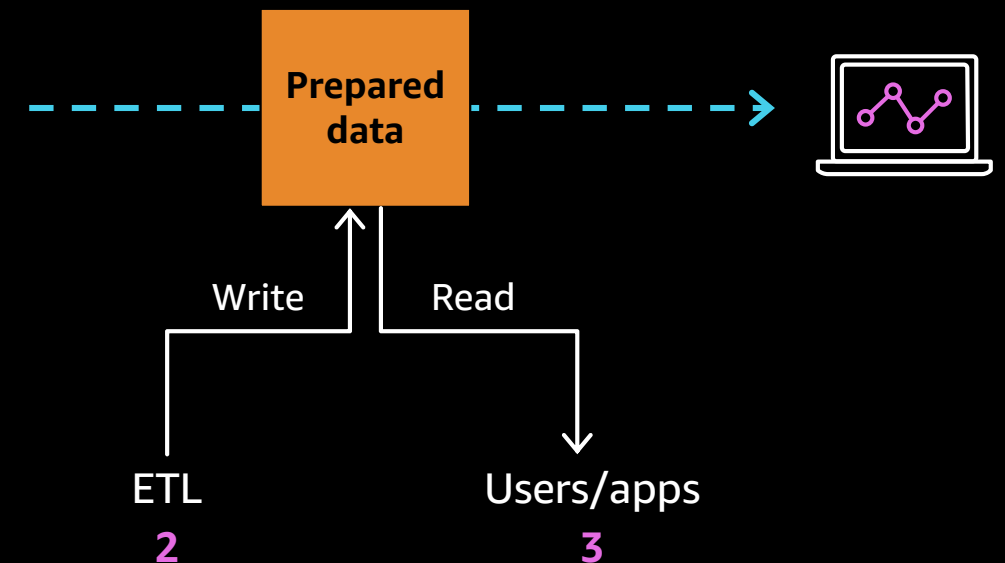 Prepared
data
Write
Read
ETL
Users/apps
2
3